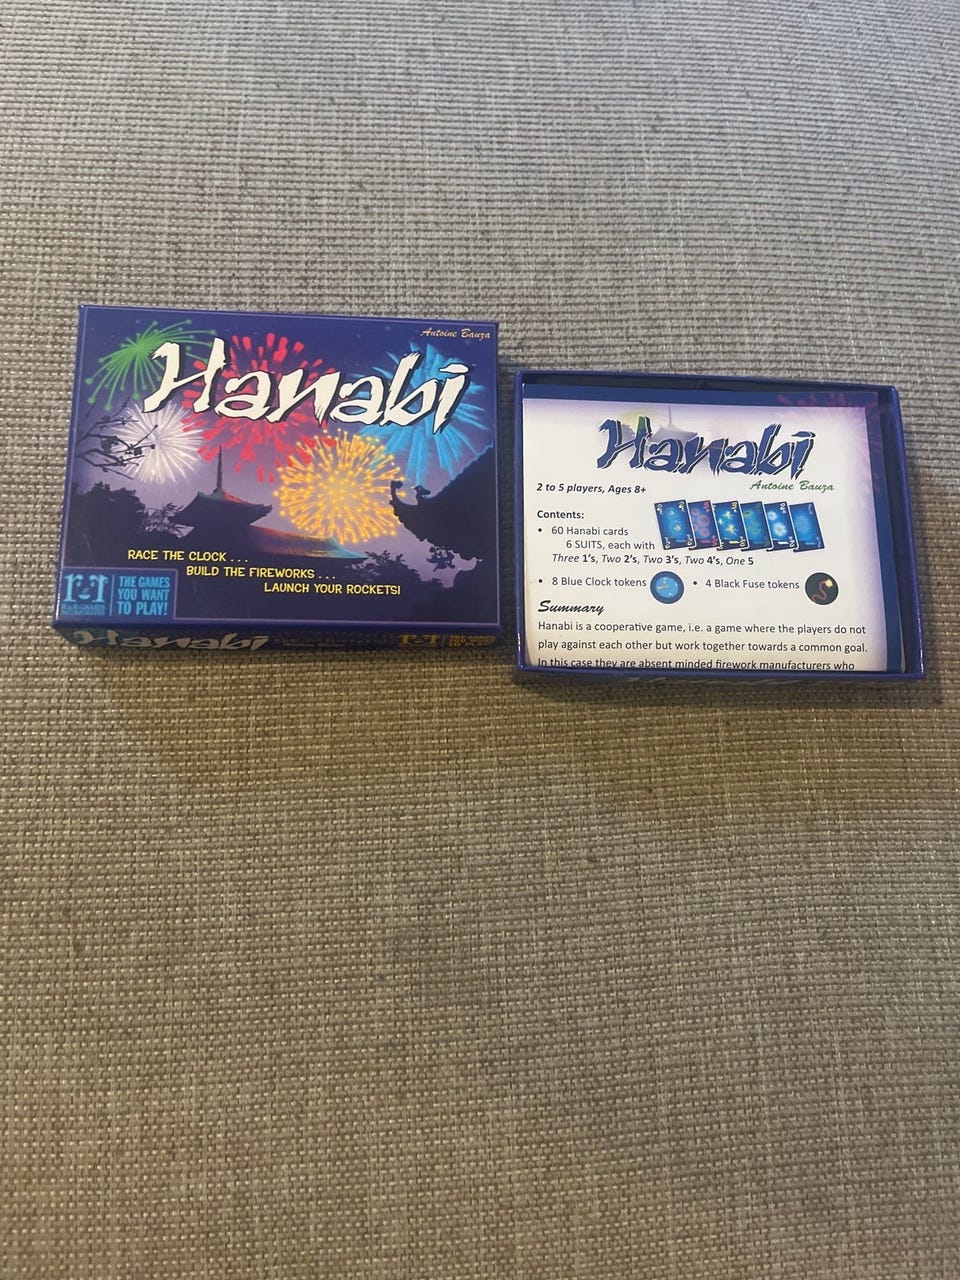 Antoine Bauza
Hanabi
RACE THE CLOCK...
BUILD THE FIREWORKS...
LAUNCH YOUR ROCKETS!
R&R GAMES
INCORPORATED
THE GAMES
YOU WANT
TO PLAY!
Hanabi
Hanabi
Antoine Bauza
2 to 5 players, Ages 8+
Contents:
• 60 Hanabi cards
6 SUITS, each with
Three 1's, Two 2's, Two 3's, Two 4's, One 5
• 8 Blue Clock tokens
• 4 Black Fuse tokens
Summary
Hanabi is a cooperative game, i.e. a game where the players do not
play against each other but work together towards a common goal.
In this case they are absent minded firework manufacturers who